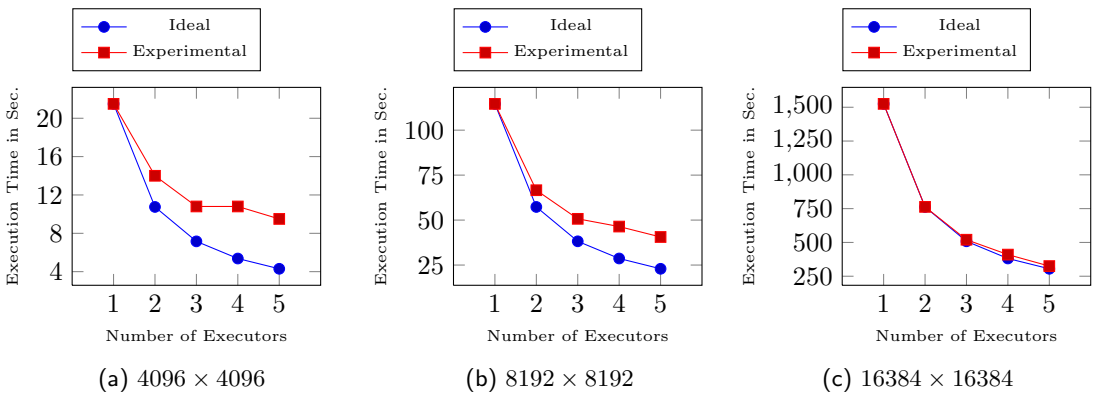 Ideal
Experimental
Execution Time in Sec.
20
16
12
8
4
1 2 3 4 5
Number of Executors
(a) 4096 × 4096
Ideal
Experimental
Execution Time in Sec.
100
75
50
25
1 2 3 4 5
Number of Executors
(b) 8192 × 8192
Ideal
Experimental
Execution Time in Sec.
1,500
1,250
1,000
750
500
250
1 2 3 4 5
Number of Executors
(c) 16384 × 16384